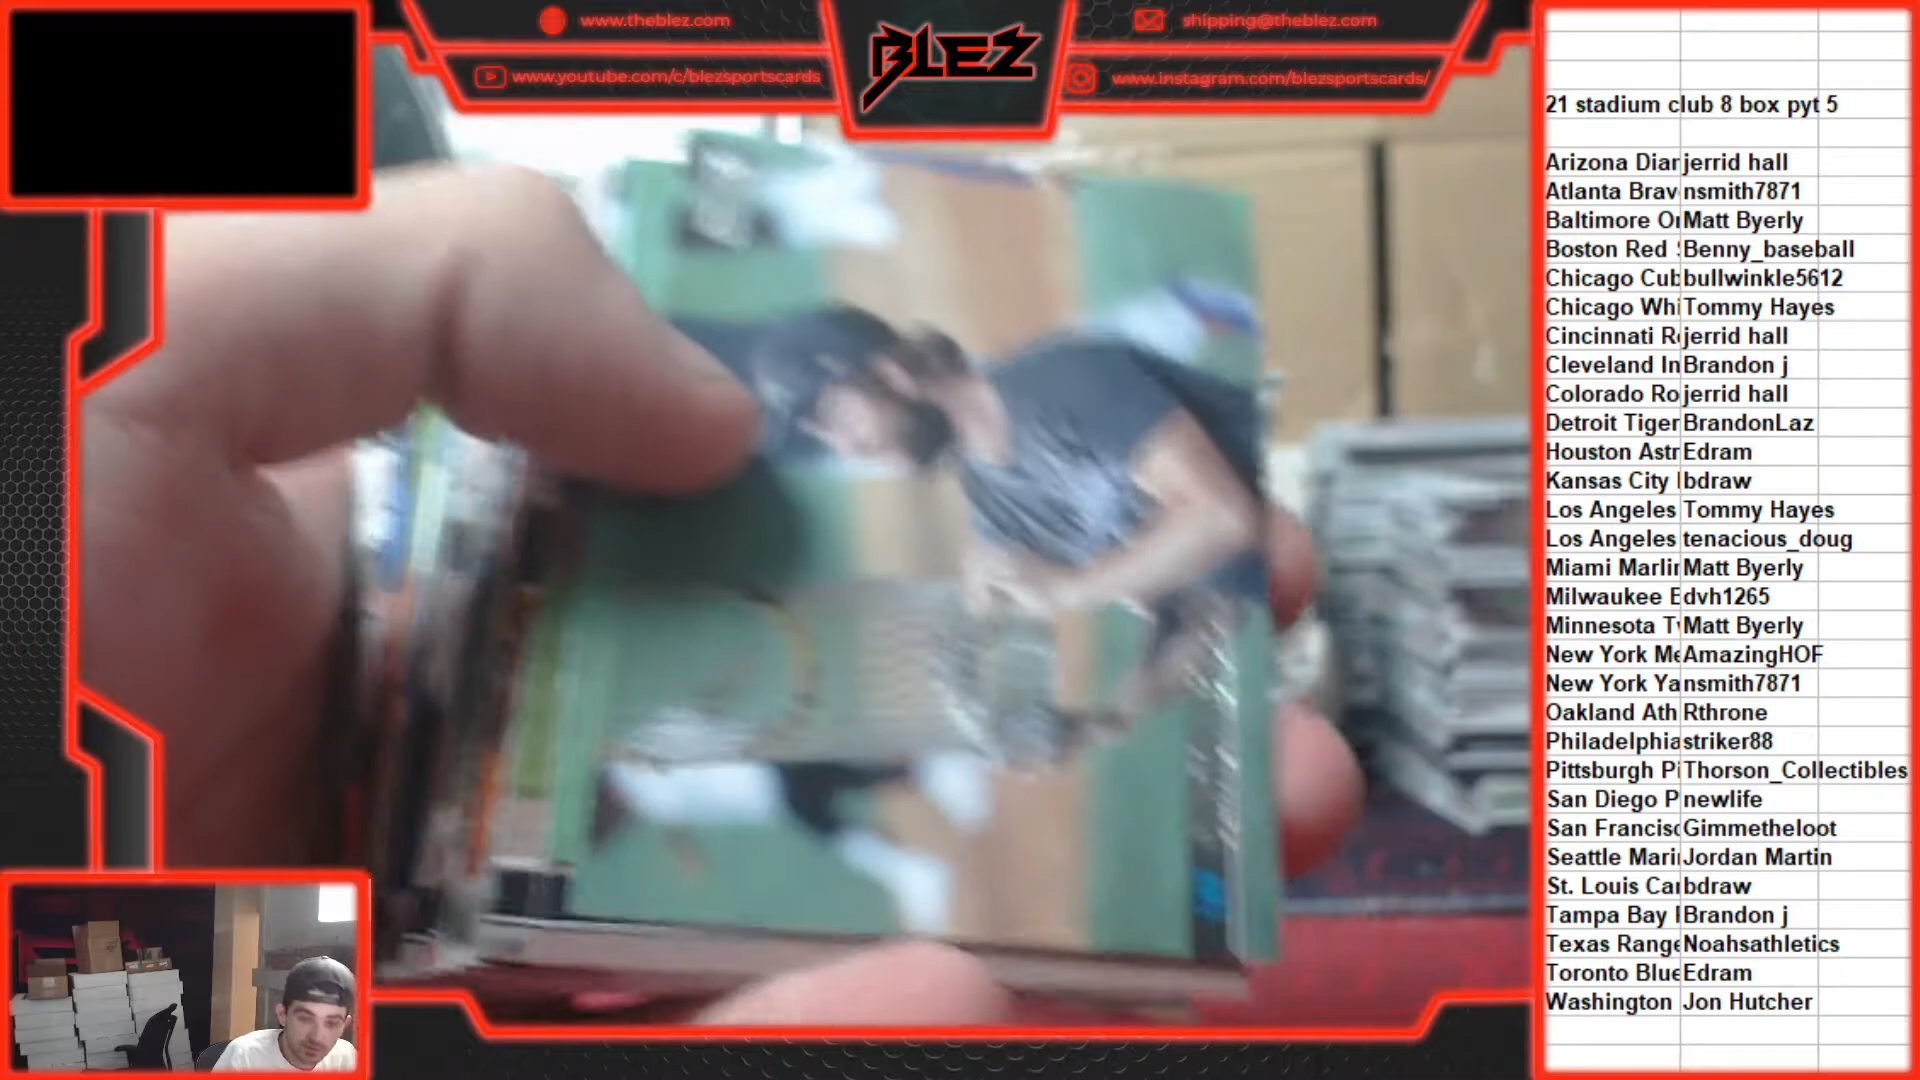 www.theblez.com
www.youtube.com/c/blezsportscards
BLEZ
shipping@theblez.com
www.instagram.com/blezsportscards/
21 stadium club 8 box pyt 5
Arizona Diar jerrid hall
Atlanta Brav nsmith7871
Baltimore Or Matt Byerly
Boston Red S Benny_baseball
Chicago Cub bullwinkle5612
Chicago Whi Tommy Hayes
Cincinnati Re jerrid hall
Cleveland In Brandon j
Colorado Ro jerrid hall
Detroit Tiger BrandonLaz
Houston Astr Edram
Kansas City bdraw
Los Angeles Tommy Hayes
Los Angeles tenacious_doug
Miami Marlin Matt Byerly
Milwaukee B dvh1265
Minnesota Tw Matt Byerly
New York Me AmazingHOF
New York Ya nsmith7871
Oakland Ath Rthrone
Philadelphia striker88
Pittsburgh Pi Thorson_Collectibles
San Diego P newlife
San Francisc Gimmetheloot
Seattle Mari Jordan Martin
St. Louis Car bdraw
Tampa Bay Brandon j
Texas Range Noahsathletics
Toronto Blue Edram
Washington Jon Hutcher